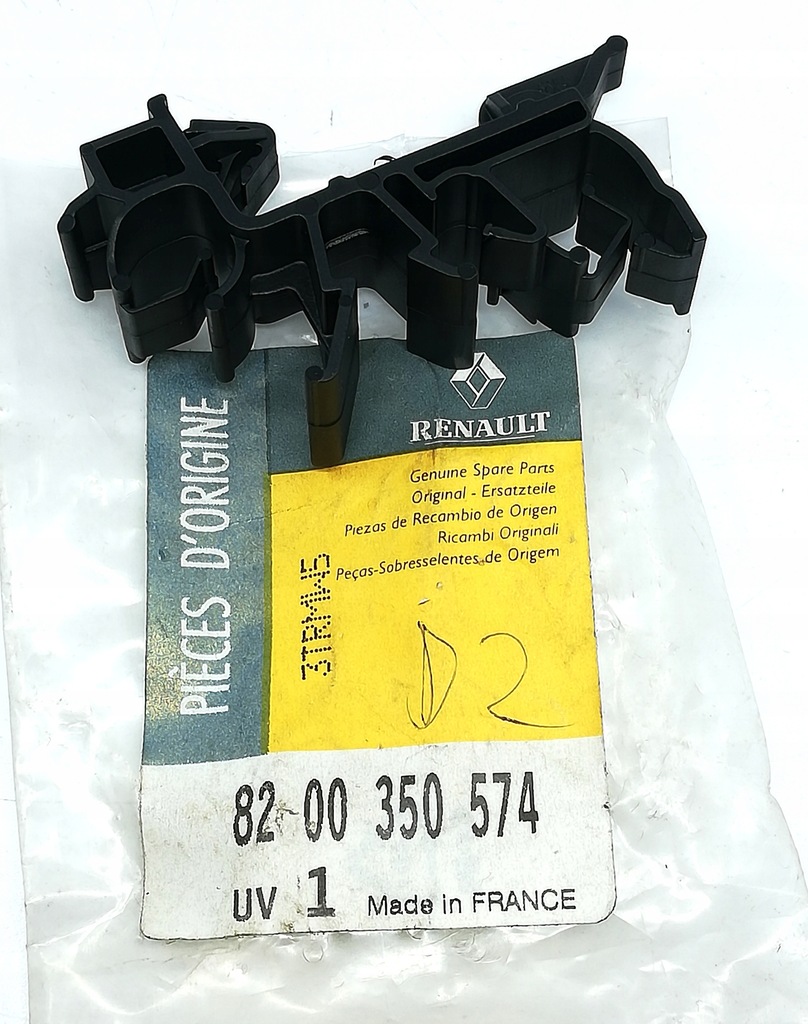 PIÈCES D'ORIGINE
RENAULT
Genuine Spare Parts
Original - Ersatzteile
Piezas de Recambio de Origen
Ricambi Originali
Peças-Sobresselentes de Origem
3TRMW5
D2
82 00 350 574
UV 1 Made in FRANCE